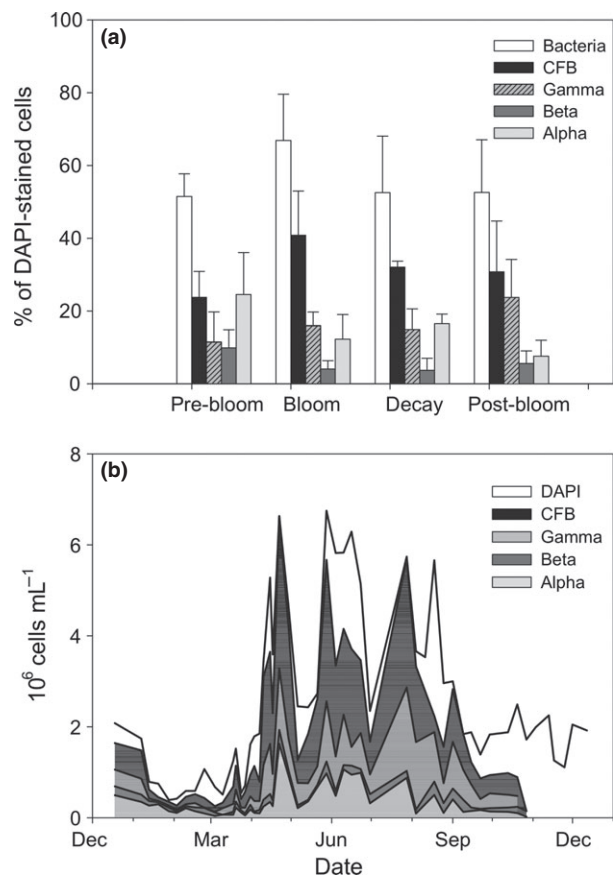 (a)
Bacteria
CFB
Gamma
Beta
Alpha
100
80
60
40
20
0
% of DAPI-stained cells
Pre-bloom Bloom Decay Post-bloom
(b)
DAPI
CFB
Gamma
Beta
Alpha
8
6
4
2
0
10⁶ cells mL⁻¹
Dec Mar Jun Sep Dec
Date